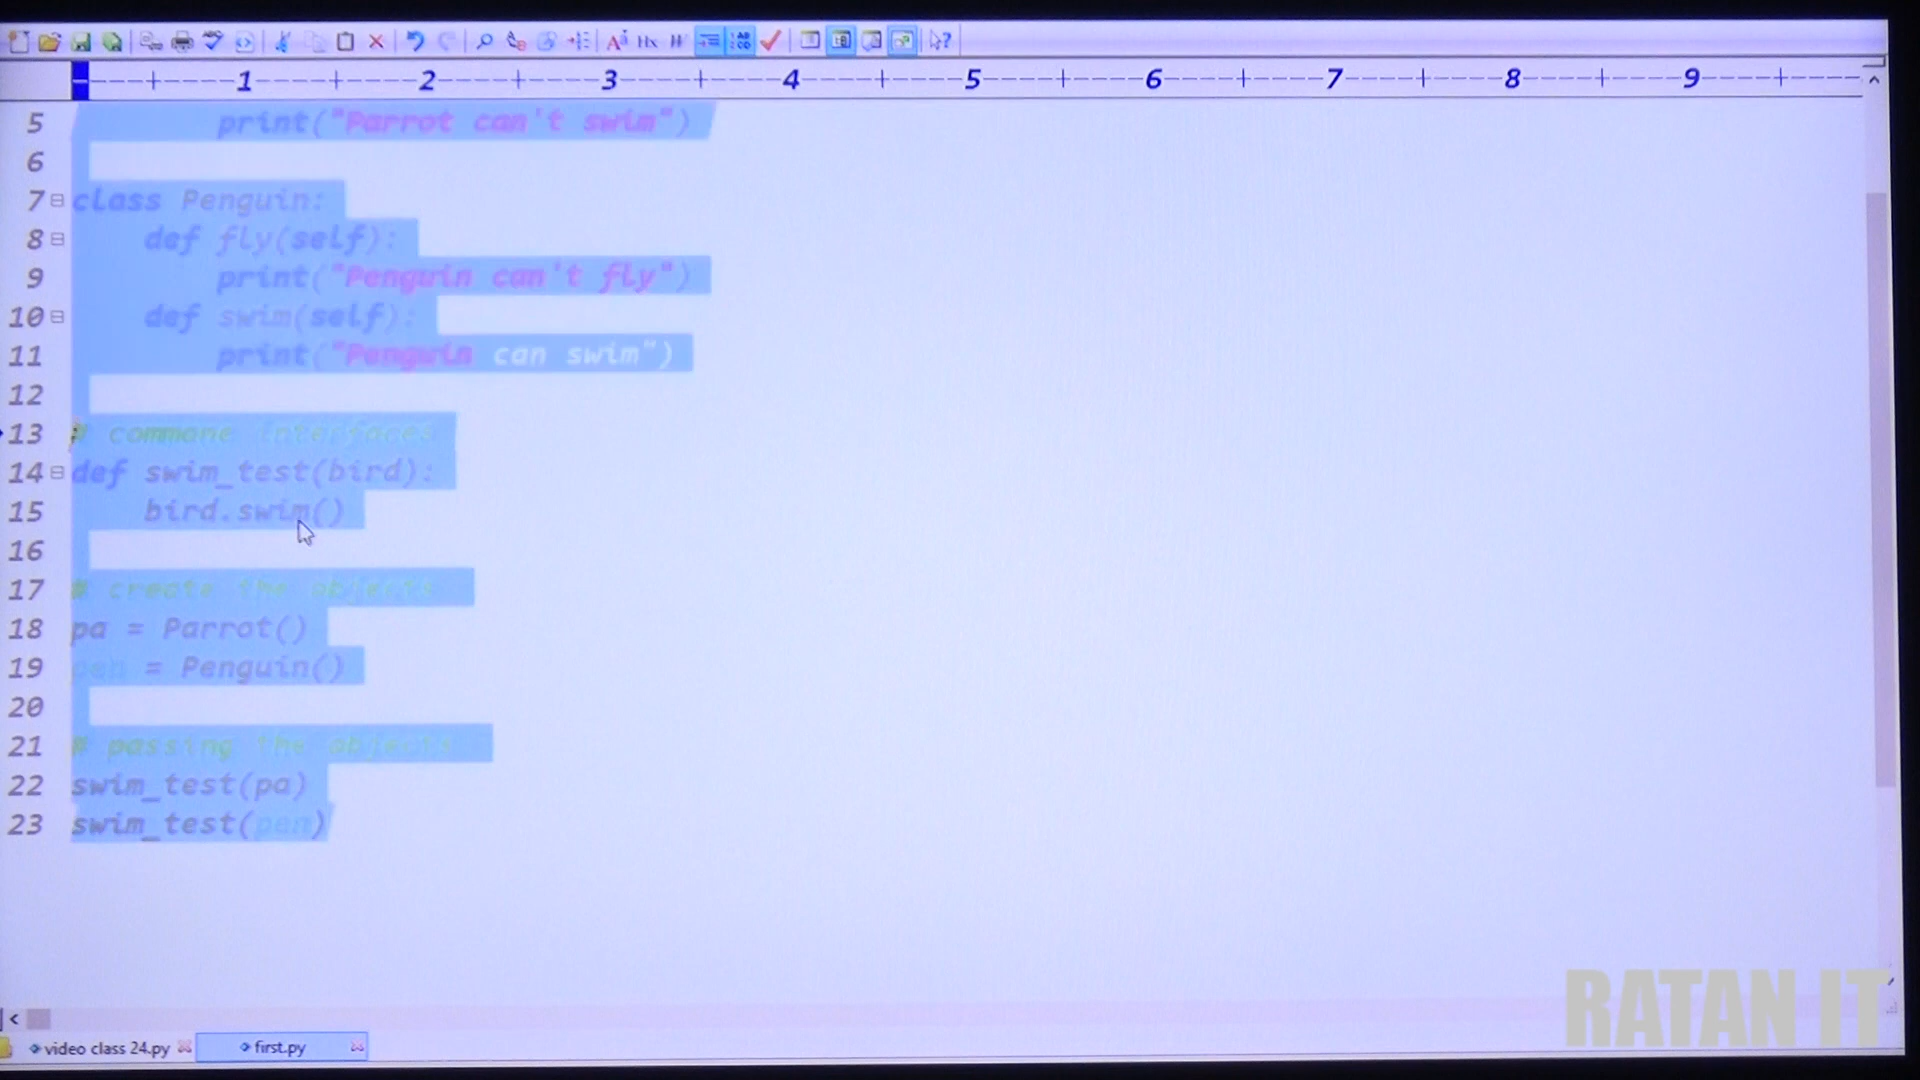 1 2 3 4 5 6 7 8 9
5 print("Parrot can't swim")
6
7 class Penguin:
8 def fly(self):
9 print("Penguin can't fly")
10 def swim(self):
11 print("Penguin can swim")
12
13 # commane interfaces
14 def swim_test(bird):
15 bird.swim()
16
17 # create the objects
18 pa = Parrot()
19 pen = Penguin()
20
21 # passing the objects
22 swim_test(pa)
23 swim_test(pen)
RATAN IT
video class 24.py first.py